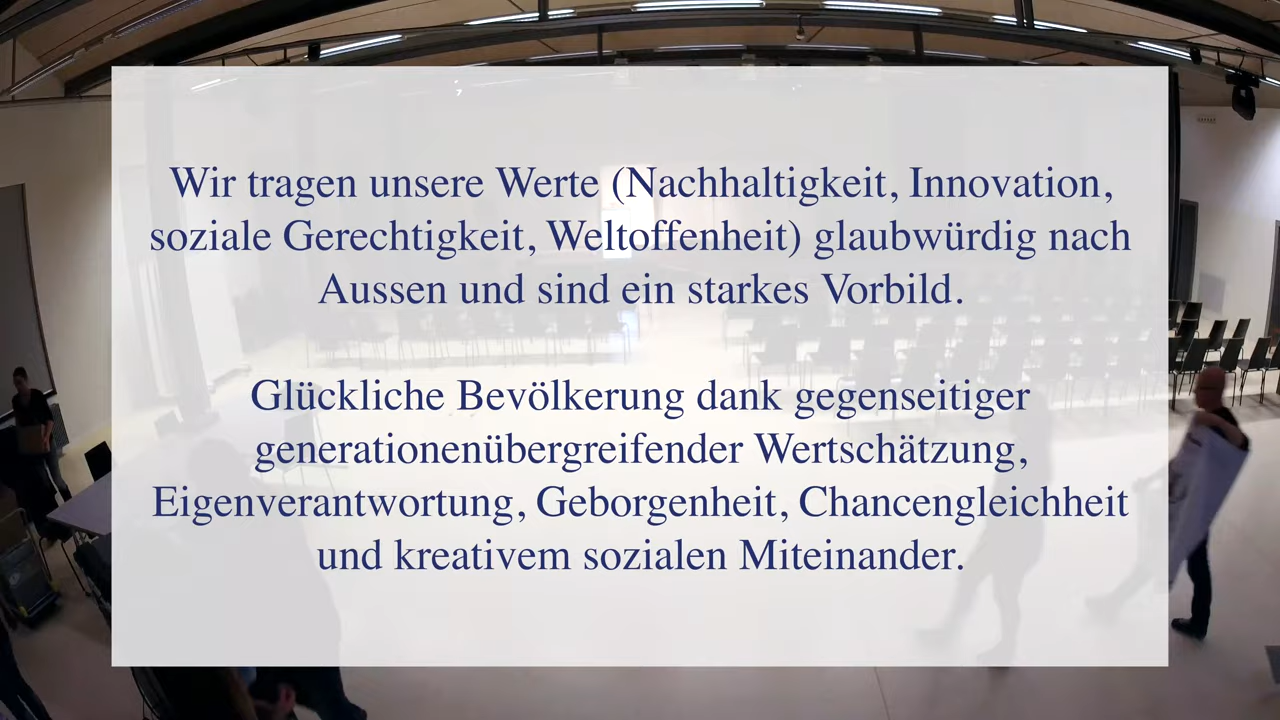 Wir tragen unsere Werte (Nachhaltigkeit, Innovation,
soziale Gerechtigkeit, Weltoffenheit) glaubwürdig nach
Aussen und sind ein starkes Vorbild.
Glückliche Bevölkerung dank gegenseitiger
generationenübergreifender Wertschätzung,
Eigenverantwortung, Geborgenheit, Chancengleichheit
und kreativem sozialen Miteinander.